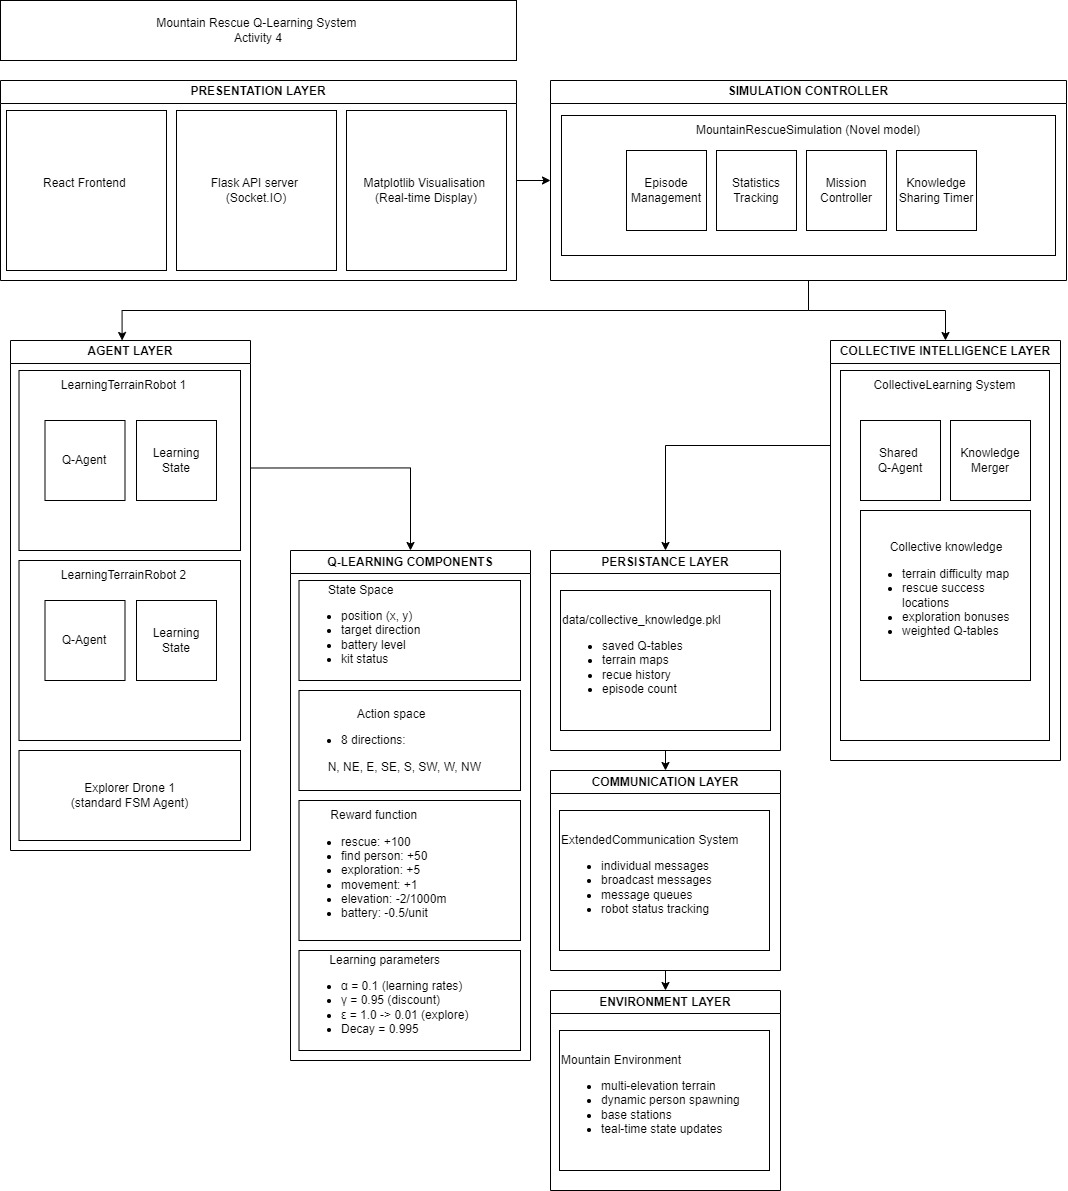 Mountain Rescue Q-Learning System
Activity 4
PRESENTATION LAYER
React Frontend
Flask API server
(Socket.IO)
Matplotlib Visualisation
(Real-time Display)
SIMULATION CONTROLLER
MountainRescueSimulation (Novel model)
Episode
Management
Statistics
Tracking
Mission
Controller
Knowledge
Sharing Timer
AGENT LAYER
LearningTerrainRobot 1
Q-Agent
Learning
State
LearningTerrainRobot 2
Q-Agent
Learning
State
Explorer Drone 1
(standard FSM Agent)
Q-LEARNING COMPONENTS
State Space
• position (x, y)
• target direction
• battery level
• kit status
Action space
• 8 directions:
N, NE, E, SE, S, SW, W, NW
Reward function
• rescue: +100
• find person: +50
• exploration: +5
• movement: +1
• elevation: -2/1000m
• battery: -0.5/unit
Learning parameters
• α = 0.1 (learning rates)
• γ = 0.95 (discount)
• ε = 1.0 -> 0.01 (explore)
• Decay = 0.995
PERSISTANCE LAYER
data/collective_knowledge.pkl
• saved Q-tables
• terrain maps
• recue history
• episode count
COMMUNICATION LAYER
ExtendedCommunication System
• individual messages
• broadcast messages
• message queues
• robot status tracking
ENVIRONMENT LAYER
Mountain Environment
• multi-elevation terrain
• dynamic person spawning
• base stations
• teal-time state updates
COLLECTIVE INTELLIGENCE LAYER
CollectiveLearning System
Shared
Q-Agent
Knowledge
Merger
Collective knowledge
• terrain difficulty map
• rescue success
locations
• exploration bonuses
• weighted Q-tables